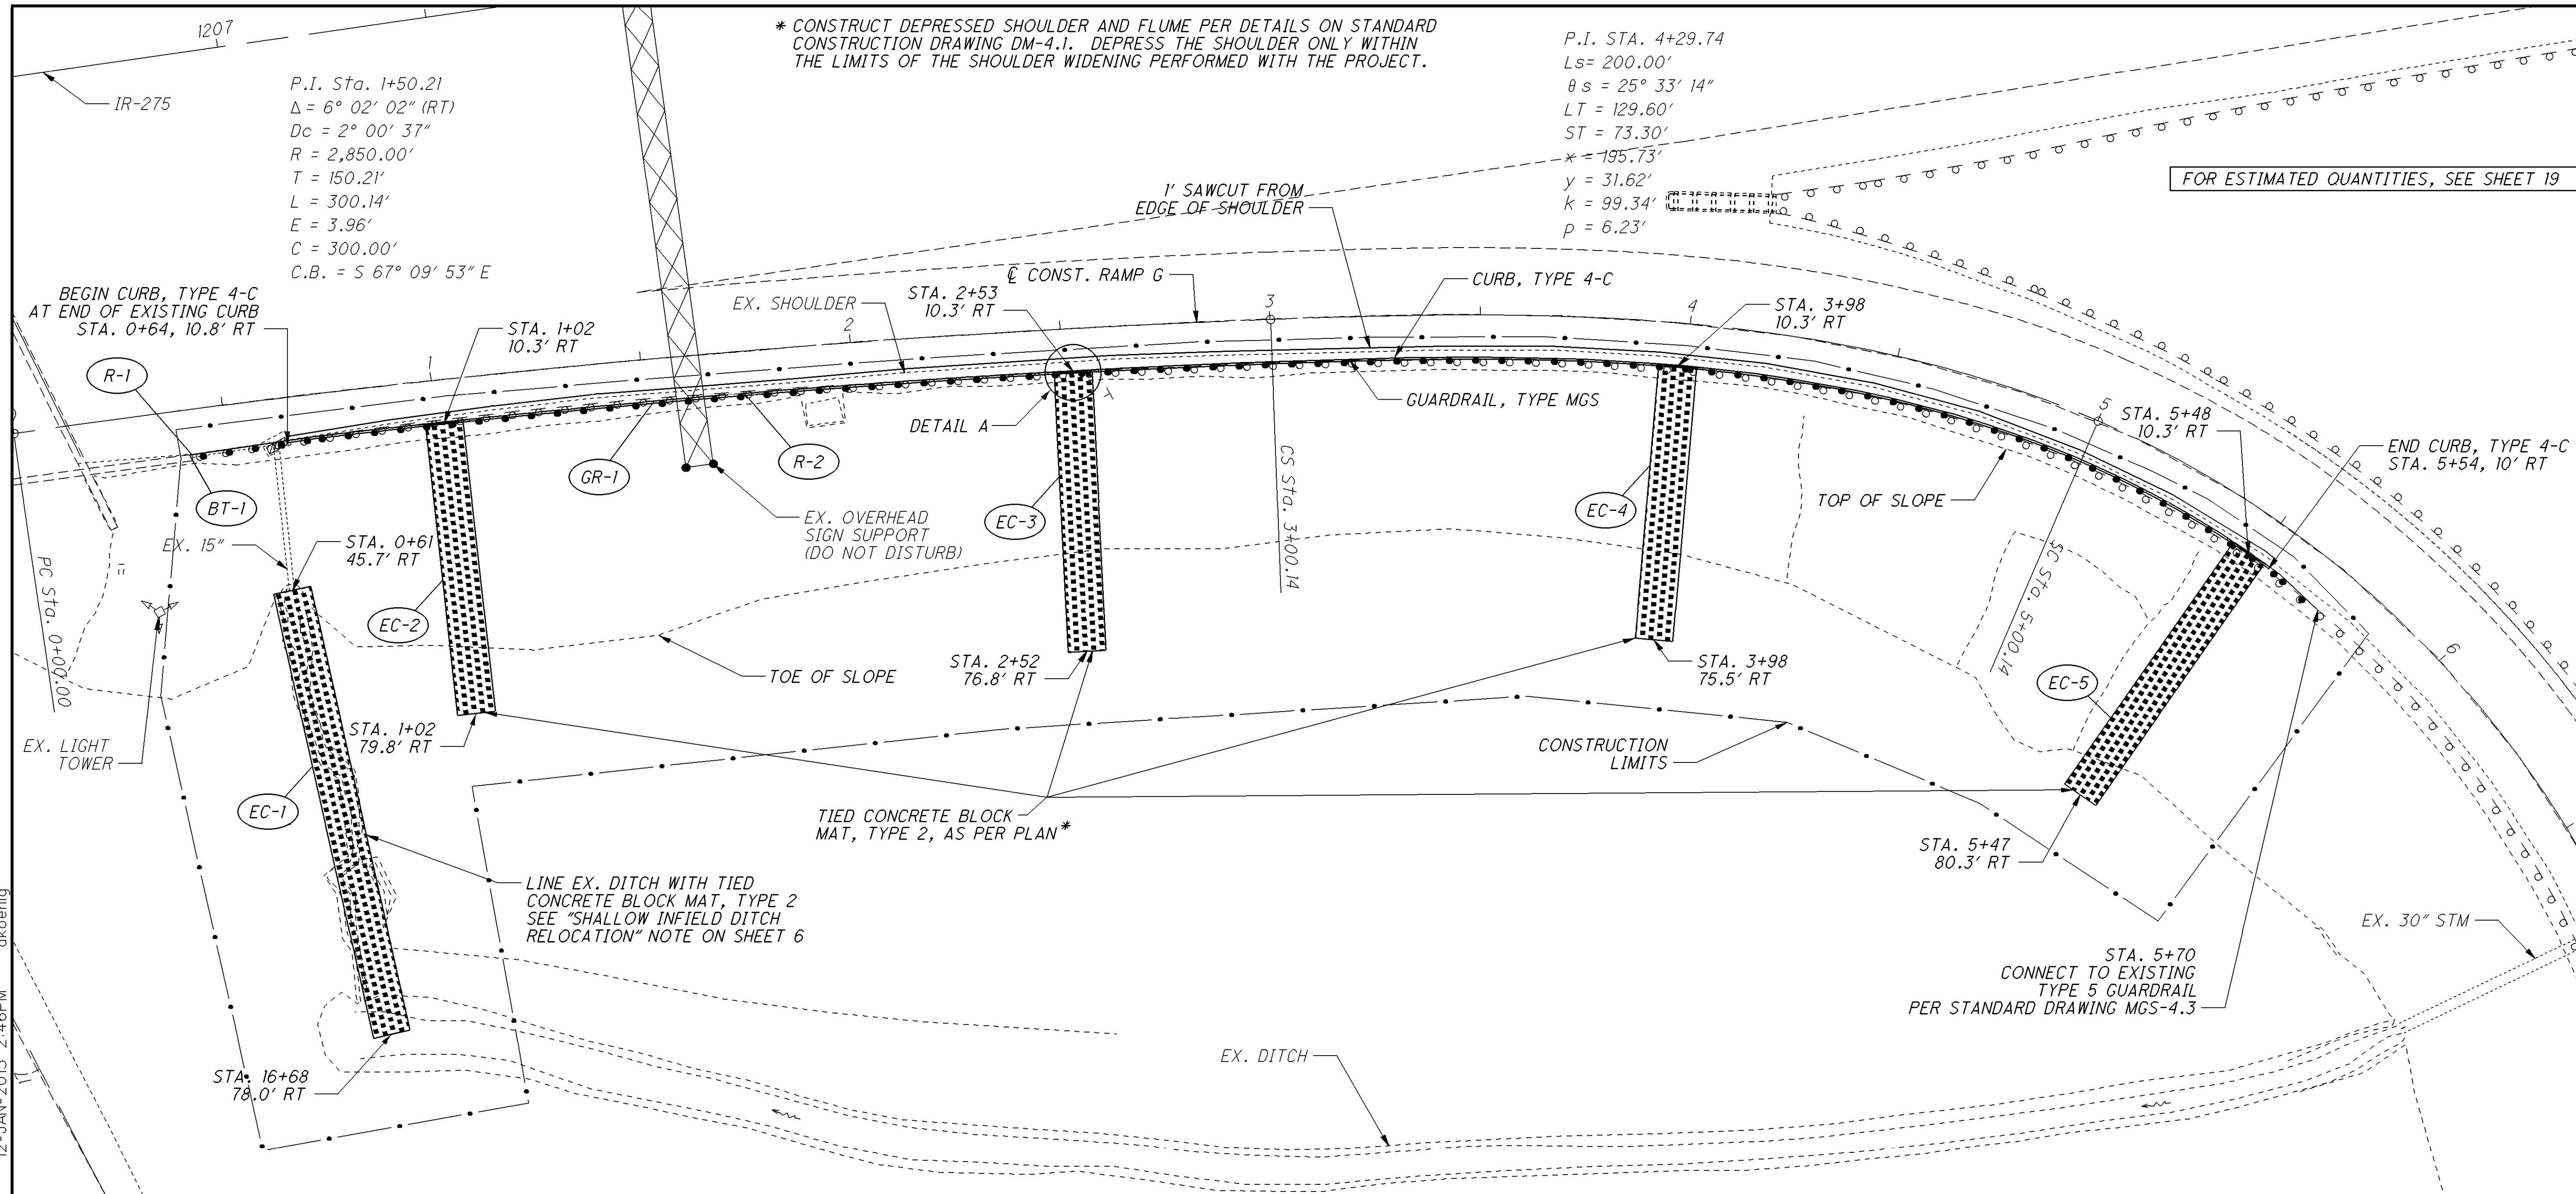 1207
IR-275
* CONSTRUCT DEPRESSED SHOULDER AND FLUME PER DETAILS ON STANDARD
CONSTRUCTION DRAWING DM-4.1. DEPRESS THE SHOULDER ONLY WITHIN
THE LIMITS OF THE SHOULDER WIDENING PERFORMED WITH THE PROJECT.
P.I. Sta. 1+50.21
Δ = 6° 02' 02" (RT)
Dc = 2° 00' 37"
R = 2,850.00'
T = 150.21'
L = 300.14'
E = 3.96'
C = 300.00'
C.B. = S 67° 09' 53" E
P.I. STA. 4+29.74
Ls= 200.00'
θs = 25° 33' 14"
LT = 129.60'
ST = 73.30'
x = 195.73'
y = 31.62'
k = 99.34'
p = 6.23'
FOR ESTIMATED QUANTITIES, SEE SHEET 19
1' SAWCUT FROM
EDGE OF SHOULDER
℄ CONST. RAMP G
CURB, TYPE 4-C
BEGIN CURB, TYPE 4-C
AT END OF EXISTING CURB
STA. 0+64, 10.8' RT
EX. SHOULDER
STA. 2+53
10.3' RT
STA. 3+98
10.3' RT
STA. 1+02
10.3' RT
1
2
3
4
5
6
R-1
BT-1
GR-1
R-2
DETAIL A
GUARDRAIL, TYPE MGS
STA. 5+48
10.3' RT
END CURB, TYPE 4-C
STA. 5+54, 10' RT
TOP OF SLOPE
EX. 15"
STA. 0+61
45.7' RT
EX. OVERHEAD
SIGN SUPPORT
(DO NOT DISTURB)
EC-3
EC-4
CS Sta. 3+00.14
SC Sta. 5+00.14
PC Sta. 0+00.00
EC-2
TOE OF SLOPE
STA. 2+52
76.8' RT
STA. 3+98
75.5' RT
EC-5
STA. 1+02
79.8' RT
EX. LIGHT
TOWER
CONSTRUCTION
LIMITS
EC-1
TIED CONCRETE BLOCK
MAT, TYPE 2, AS PER PLAN*
STA. 5+47
80.3' RT
LINE EX. DITCH WITH TIED
CONCRETE BLOCK MAT, TYPE 2
SEE "SHALLOW INFIELD DITCH
RELOCATION" NOTE ON SHEET 6
EX. 30" STM
STA. 5+70
CONNECT TO EXISTING
TYPE 5 GUARDRAIL
PER STANDARD DRAWING MGS-4.3
EX. DITCH
STA. 16+68
78.0' RT
12-JAN-2015 2:46PM dkoenig